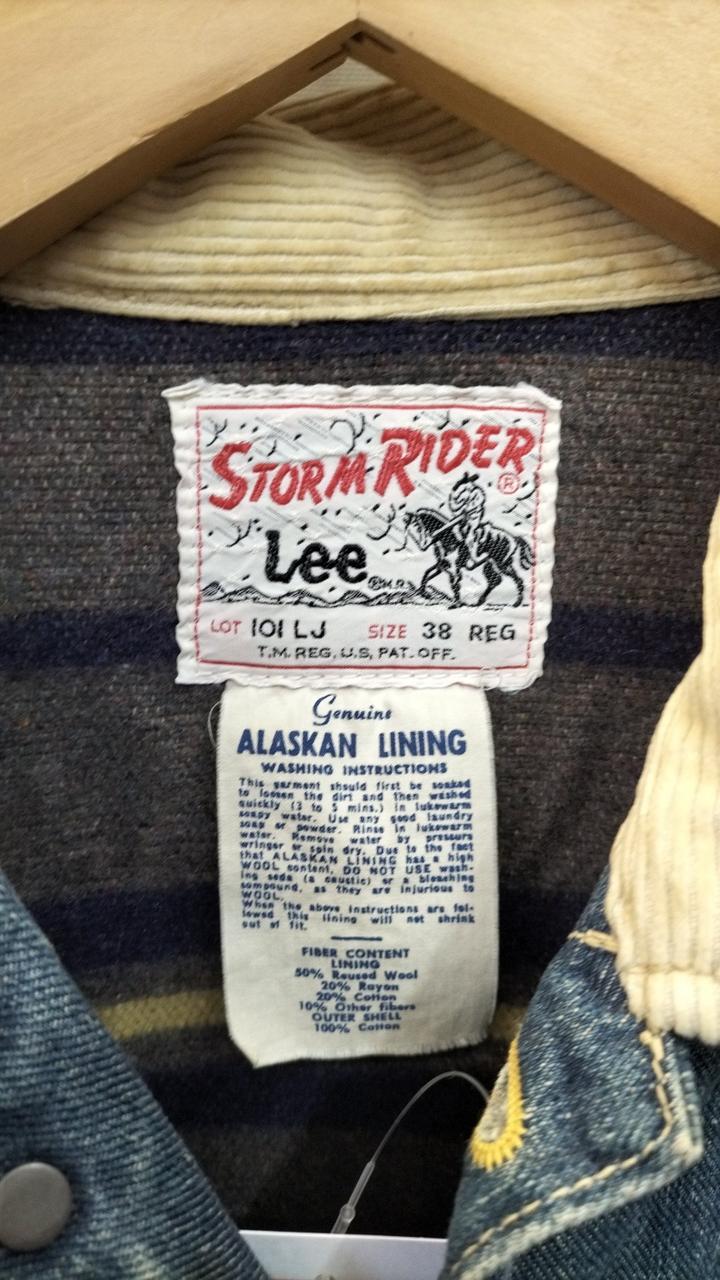 STORM RIDER ®
Lee ® M.R.
LOT 101 LJ SIZE 38 REG
T.M. REG. U.S. PAT. OFF.
Genuine
ALASKAN LINING
WASHING INSTRUCTIONS
This garment should first be soaked
to loosen the dirt and then washed
quickly (3 to 5 mins.) in lukewarm
soapy water. Use any good laundry
soap or powder. Rinse in lukewarm
water. Remove water by pressure
wringer or spin dry. Due to the fact
that ALASKAN LINING has a high
WOOL content, DO NOT USE wash-
ing soda (a caustic) or a bleaching
compound, as they are injurious to
WOOL.
When the above instructions are fol-
lowed this lining will not shrink
out of fit.
FIBER CONTENT
LINING
50% Reused Wool
20% Rayon
20% Cotton
10% Other fibers
OUTER SHELL
100% Cotton